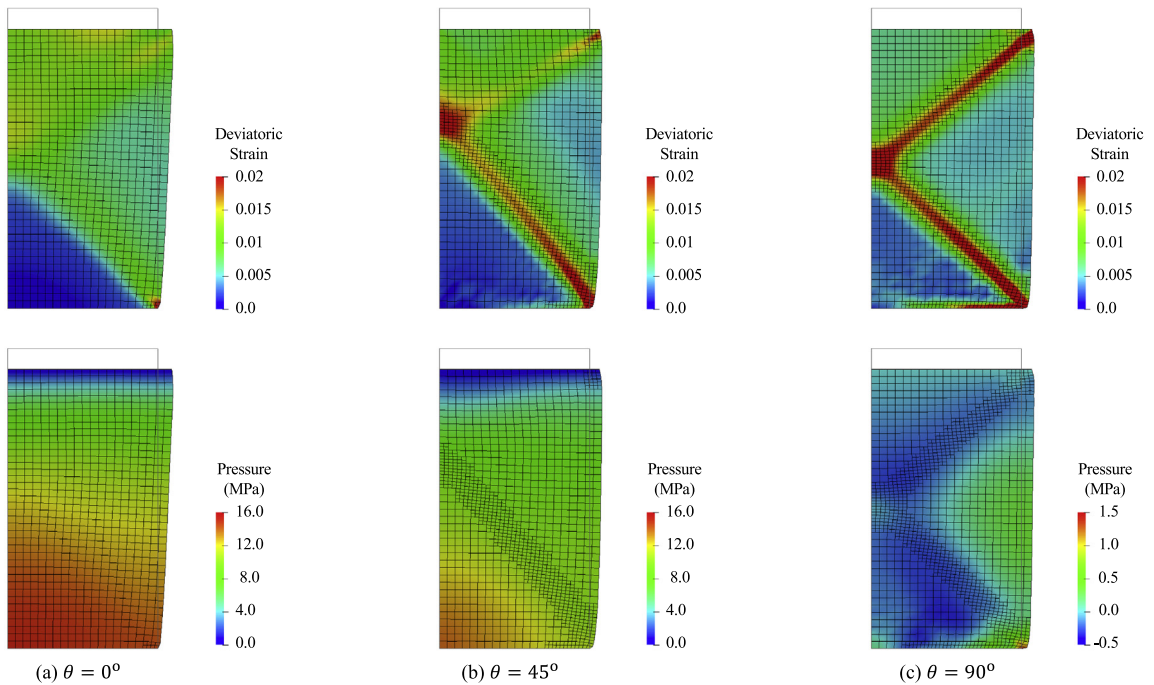 Deviatoric
Strain
0.02
0.015
0.01
0.005
0.0
Deviatoric
Strain
0.02
0.015
0.01
0.005
0.0
Deviatoric
Strain
0.02
0.015
0.01
0.005
0.0
Pressure
(MPa)
16.0
12.0
8.0
4.0
0.0
Pressure
(MPa)
16.0
12.0
8.0
4.0
0.0
Pressure
(MPa)
1.5
1.0
0.5
0.0
-0.5
(a) θ = 0°
(b) θ = 45°
(c) θ = 90°